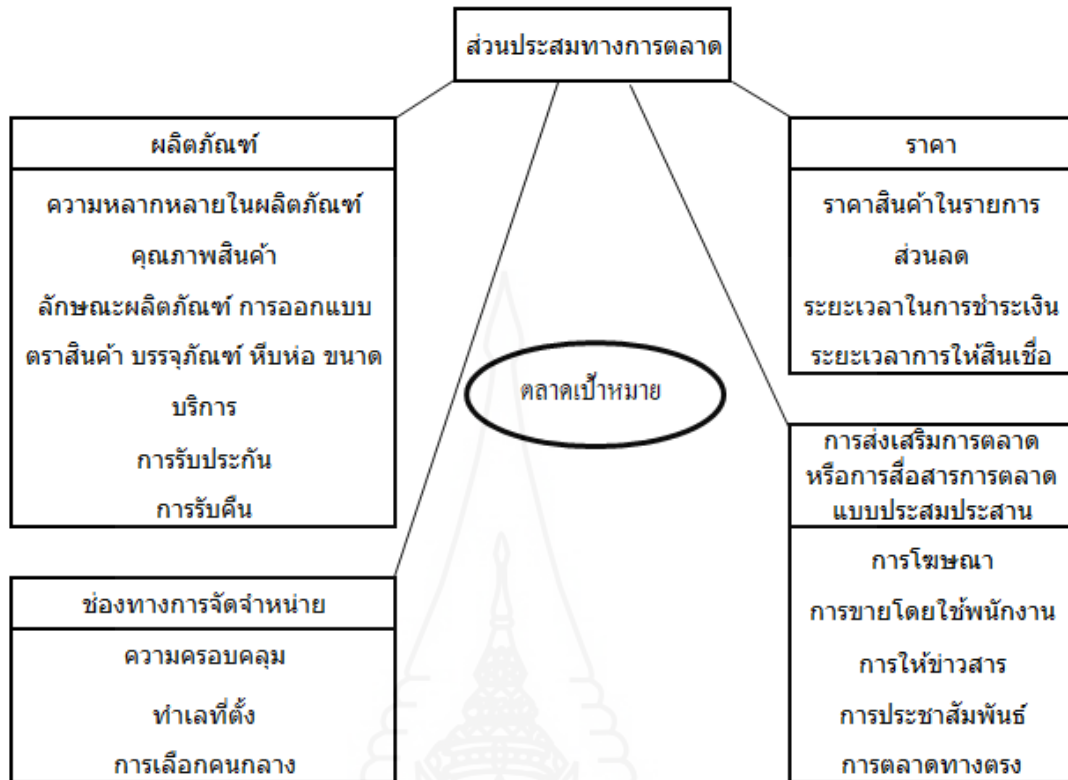 ส่วนประสมทางการตลาด
ผลิตภัณฑ์
ความหลากหลายในผลิตภัณฑ์
คุณภาพสินค้า
ลักษณะผลิตภัณฑ์ การออกแบบ
ตราสินค้า บรรจุภัณฑ์ หีบห่อ ขนาด
บริการ
การรับประกัน
การรับคืน
ราคา
ราคาสินค้าในรายการ
ส่วนลด
ระยะเวลาในการชำระเงิน
ระยะเวลาการให้สินเชื่อ
ตลาดเป้าหมาย
ช่องทางการจัดจำหน่าย
ความครอบคลุม
ทำเลที่ตั้ง
การเลือกคนกลาง
การส่งเสริมการตลาด
หรือการสื่อสารการตลาด
แบบประสมประสาน
การโฆษณา
การขายโดยใช้พนักงาน
การให้ข่าวสาร
การประชาสัมพันธ์
การตลาดทางตรง